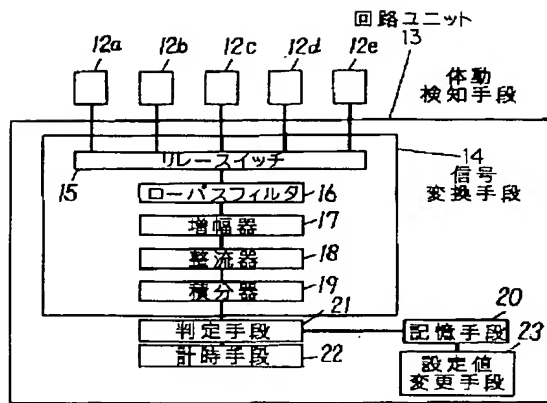 回路ユニット
13
12a 12b 12c 12d 12e
体動
検知手段
リレースイッチ
15
14
信号
変換手段
ローパスフィルタ 16
増幅器 17
整流器 18
積分器 19
判定手段 21
計時手段 22
20
記憶手段
23
設定値
変更手段